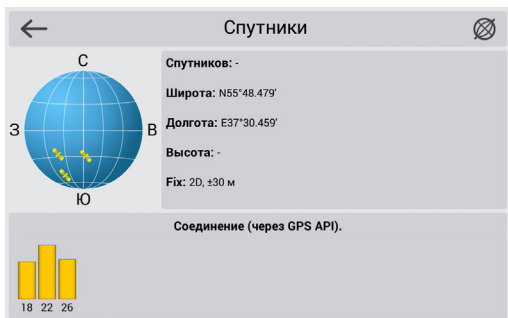 Спутники
С
З
В
Ю
Спутников: -
Широта: N55°48.479'
Долгота: E37°30.459'
Высота: -
Fix: 2D, ±30 м
Соединение (через GPS API).
18 22 26